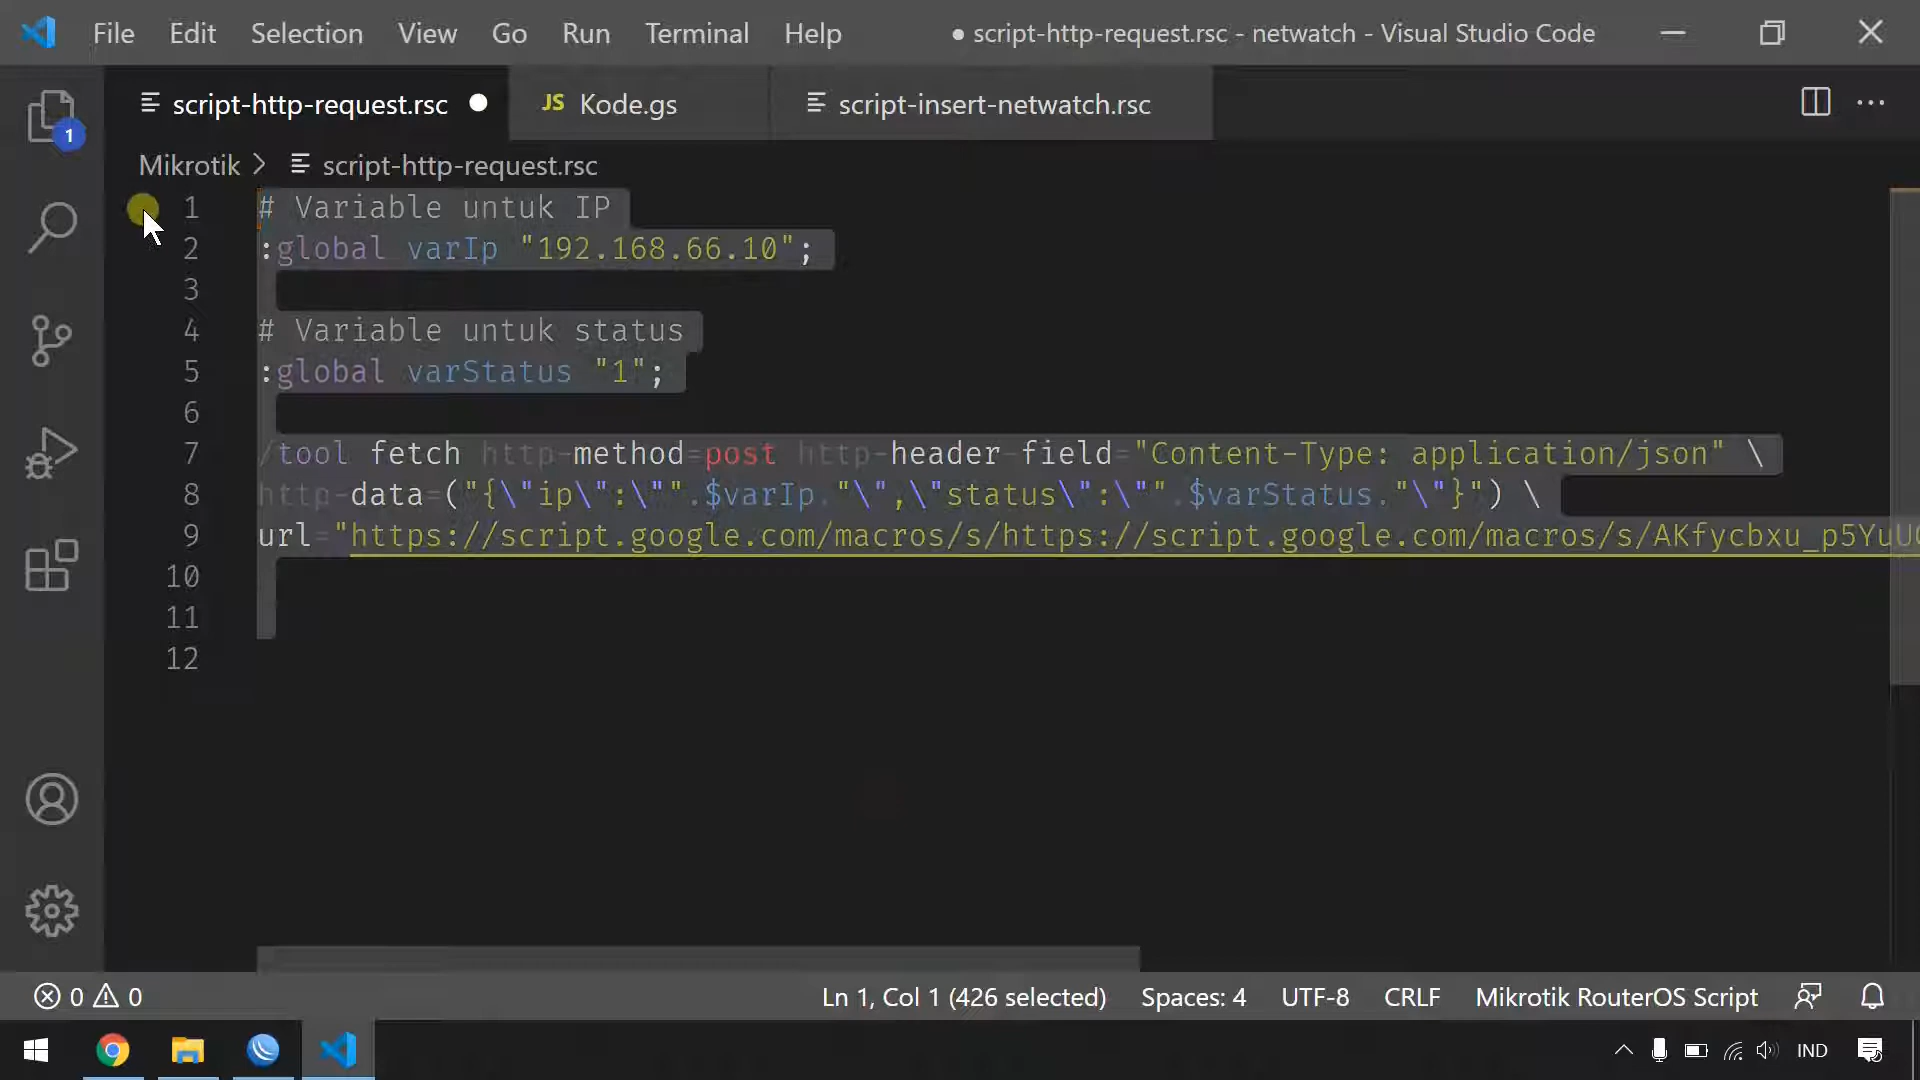 File Edit Selection View Go Run Terminal Help ● script-http-request.rsc - netwatch - Visual Studio Code
script-http-request.rsc JS Kode.gs script-insert-netwatch.rsc
1
Mikrotik > script-http-request.rsc
1 # Variable untuk IP
2 :global varIp "192.168.66.10";
3
4 # Variable untuk status
5 :global varStatus "1";
6
7 /tool fetch http-method=post http-header-field="Content-Type: application/json" \
8 http-data=("{\"ip\":\"".$varIp."\",\"status\":\"".$varStatus."\"}") \
9 url="https://script.google.com/macros/s/https://script.google.com/macros/s/AKfycbxu_p5YuU
10
11
12
0 0 Ln 1, Col 1 (426 selected) Spaces: 4 UTF-8 CRLF Mikrotik RouterOS Script
IND